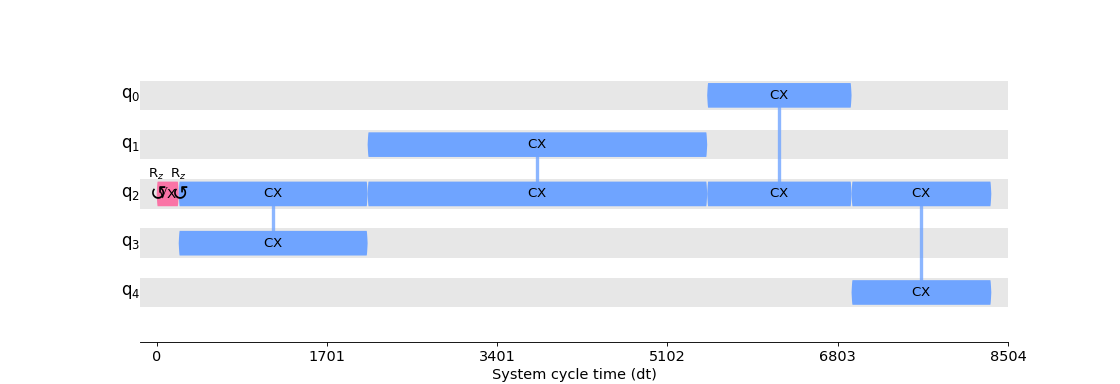 q0 CX
q1 CX
Rz Rz
q2 √X CX CX CX CX
q3 CX
q4 CX
0 1701 3401 5102 6803 8504
System cycle time (dt)